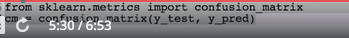 from sklearn.metrics import confusion_matrix
cm = confusion_matrix(y_test, y_pred)
5:30 / 6:53